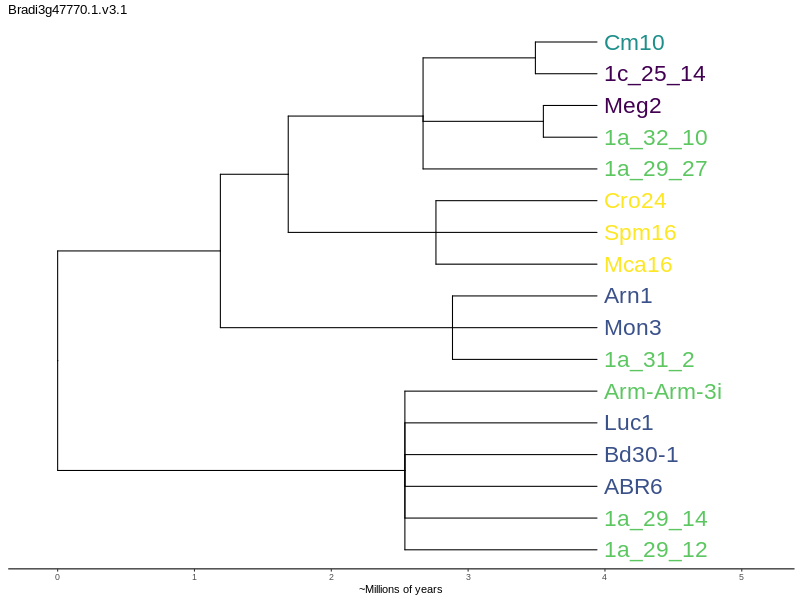 Bradi3g47770.1.v3.1
Cm10
1c_25_14
Meg2
1a_32_10
1a_29_27
Cro24
Spm16
Mca16
Arn1
Mon3
1a_31_2
Arm-Arm-3i
Luc1
Bd30-1
ABR6
1a_29_14
1a_29_12
0 1 2 3 4 5
~Millions of years